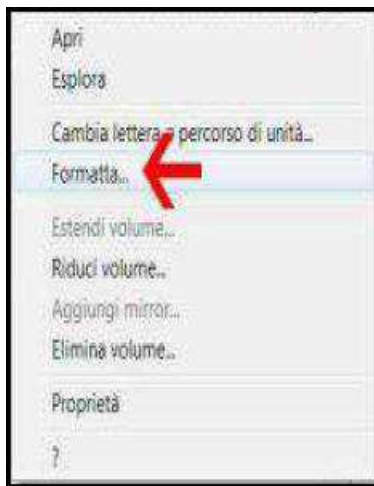 Apri
Esplora
Cambia lettera e percorso di unità...
Formatta...
Estendi volume...
Riduci volume...
Aggiungi mirror...
Elimina volume...
Proprietà
?